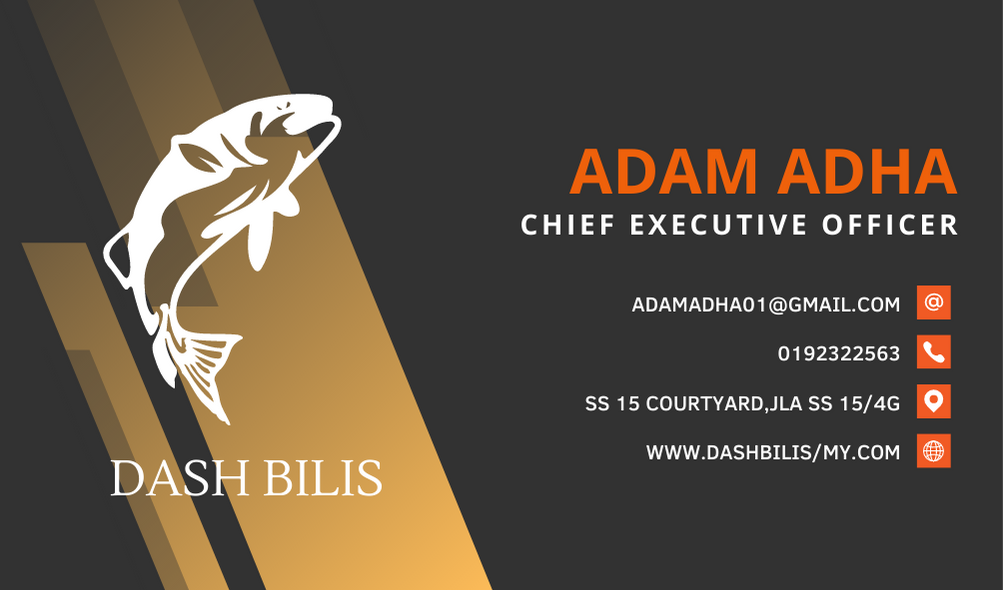 ADAM ADHA
CHIEF EXECUTIVE OFFICER
ADAMADHA01@GMAIL.COM
0192322563
SS 15 COURTYARD,JLA SS 15/4G
WWW.DASHBILIS/MY.COM
DASH BILIS